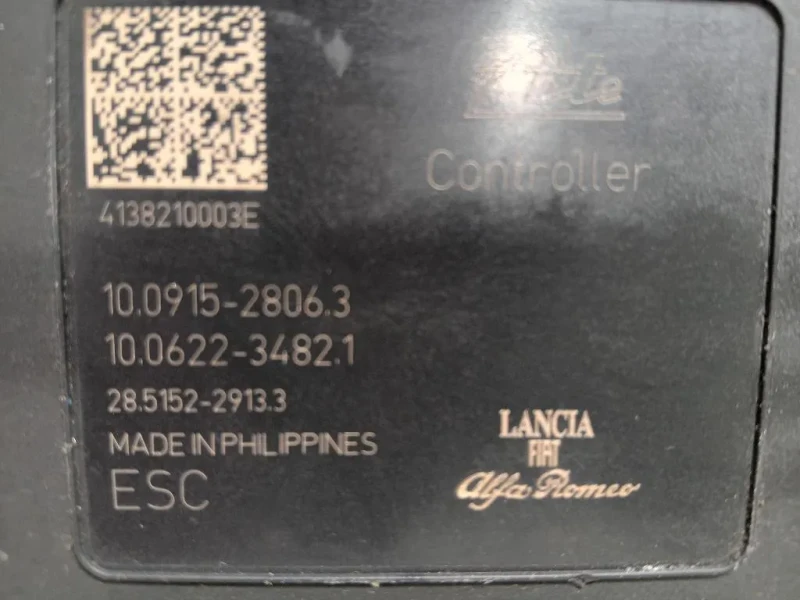 Controller
4138210003E
10.0915-2806.3
10.0622-3482.1
28.5152-2913.3
MADE IN PHILIPPINES
ESC
LANCIA
FIAT
Alfa Romeo